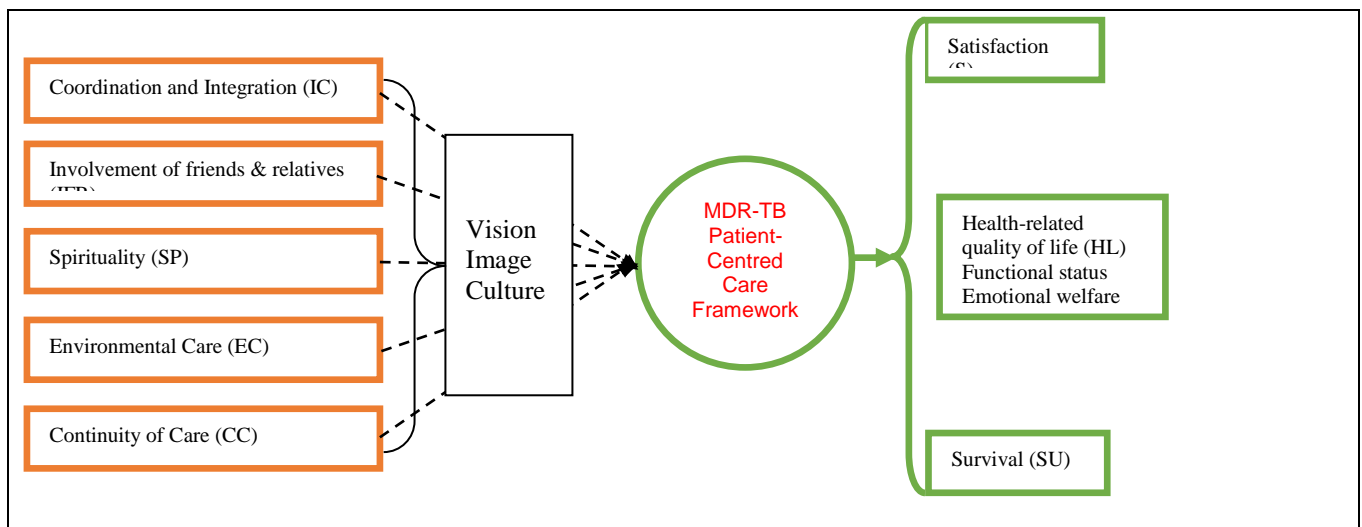 Coordination and Integration (IC)
Involvement of friends & relatives
Spirituality (SP)
Environmental Care (EC)
Continuity of Care (CC)
Vision
Image
Culture
MDR-TB
Patient-
Centred
Care
Framework
Satisfaction
Health-related
quality of life (HL)
Functional status
Emotional welfare
Survival (SU)